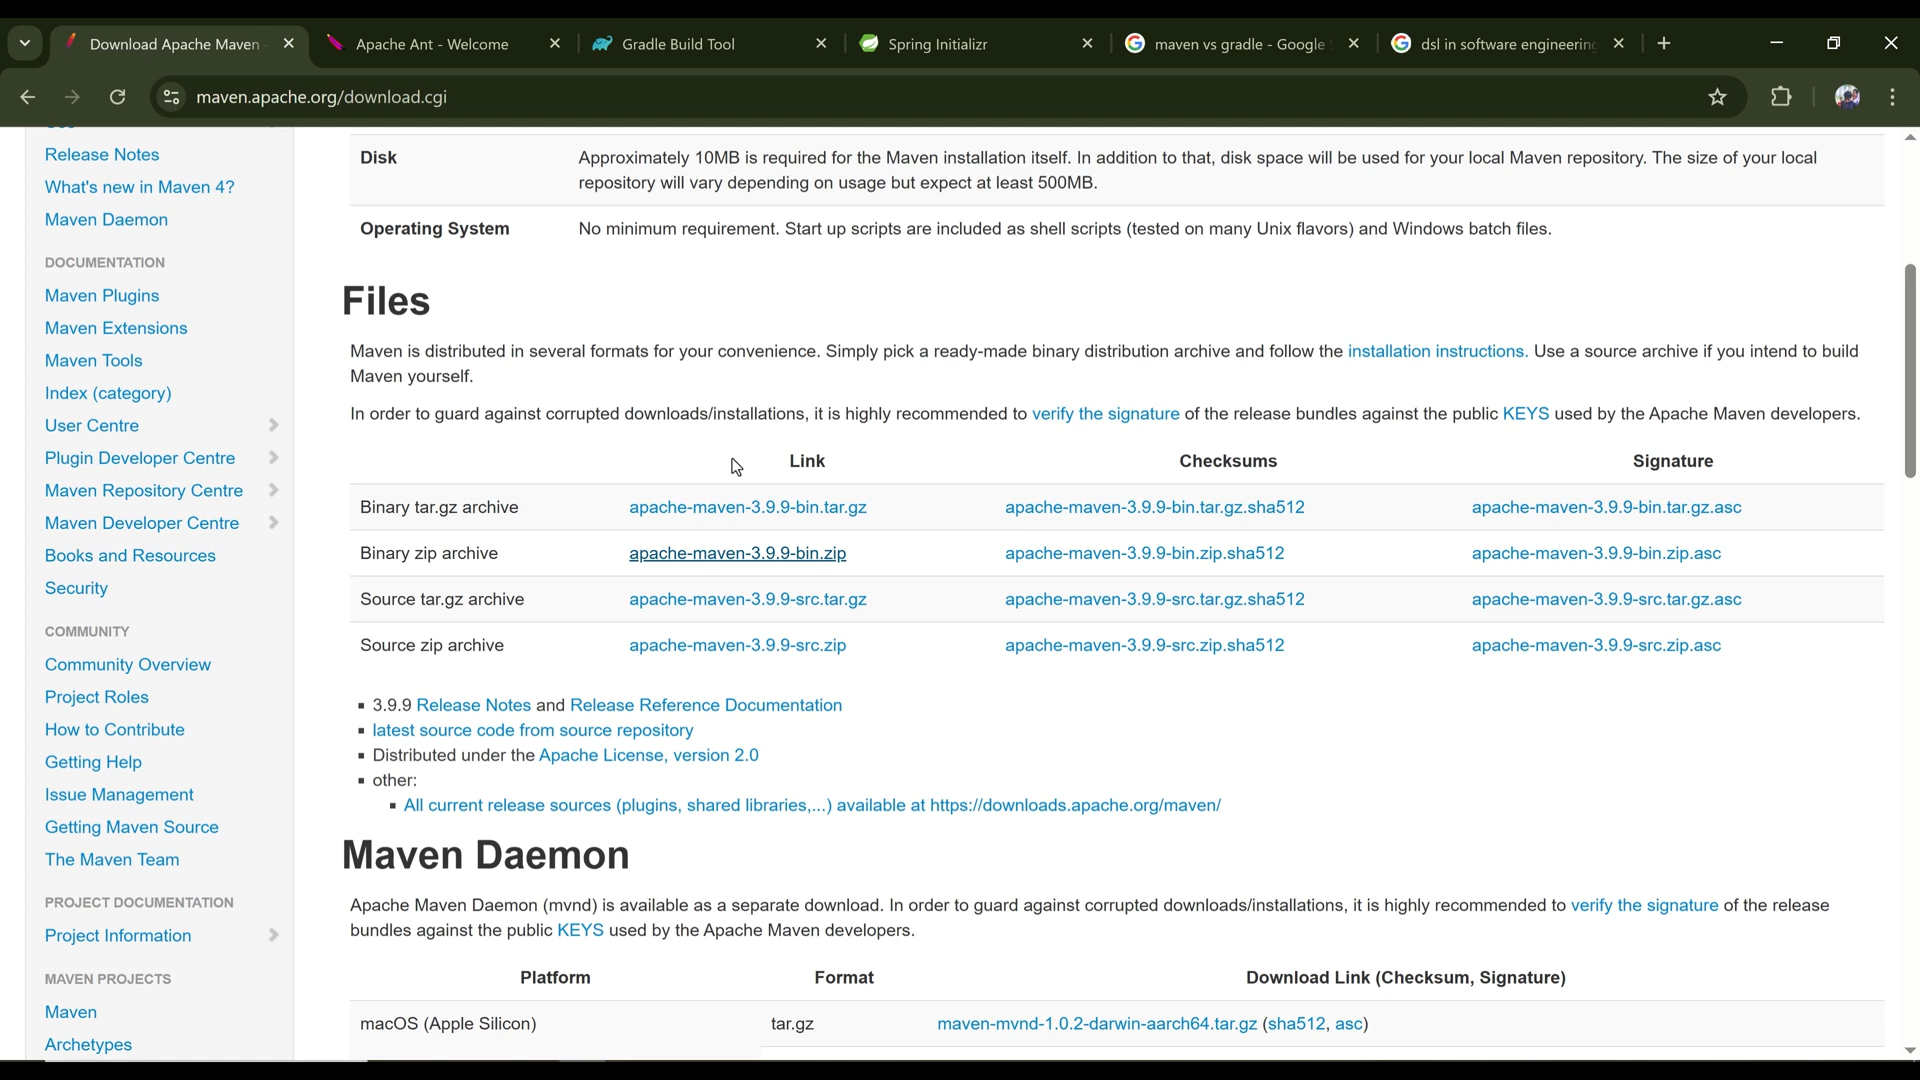 Download Apache Maven
Apache Ant - Welcome
Gradle Build Tool
Spring Initializr
maven vs gradle - Google
dsl in software engineering
maven.apache.org/download.cgi
Release Notes
What's new in Maven 4?
Maven Daemon
DOCUMENTATION
Maven Plugins
Maven Extensions
Maven Tools
Index (category)
User Centre
Plugin Developer Centre
Maven Repository Centre
Maven Developer Centre
Books and Resources
Security
COMMUNITY
Community Overview
Project Roles
How to Contribute
Getting Help
Issue Management
Getting Maven Source
The Maven Team
PROJECT DOCUMENTATION
Project Information
MAVEN PROJECTS
Maven
Archetypes
Disk Approximately 10MB is required for the Maven installation itself. In addition to that, disk space will be used for your local Maven repository. The size of your local
repository will vary depending on usage but expect at least 500MB.
Operating System No minimum requirement. Start up scripts are included as shell scripts (tested on many Unix flavors) and Windows batch files.
Files
Maven is distributed in several formats for your convenience. Simply pick a ready-made binary distribution archive and follow the installation instructions. Use a source archive if you intend to build
Maven yourself.
In order to guard against corrupted downloads/installations, it is highly recommended to verify the signature of the release bundles against the public KEYS used by the Apache Maven developers.
Link Checksums Signature
Binary tar.gz archive apache-maven-3.9.9-bin.tar.gz apache-maven-3.9.9-bin.tar.gz.sha512 apache-maven-3.9.9-bin.tar.gz.asc
Binary zip archive apache-maven-3.9.9-bin.zip apache-maven-3.9.9-bin.zip.sha512 apache-maven-3.9.9-bin.zip.asc
Source tar.gz archive apache-maven-3.9.9-src.tar.gz apache-maven-3.9.9-src.tar.gz.sha512 apache-maven-3.9.9-src.tar.gz.asc
Source zip archive apache-maven-3.9.9-src.zip apache-maven-3.9.9-src.zip.sha512 apache-maven-3.9.9-src.zip.asc
▪ 3.9.9 Release Notes and Release Reference Documentation
▪ latest source code from source repository
▪ Distributed under the Apache License, version 2.0
▪ other:
▪ All current release sources (plugins, shared libraries,...) available at https://downloads.apache.org/maven/
Maven Daemon
Apache Maven Daemon (mvnd) is available as a separate download. In order to guard against corrupted downloads/installations, it is highly recommended to verify the signature of the release
bundles against the public KEYS used by the Apache Maven developers.
Platform Format Download Link (Checksum, Signature)
macOS (Apple Silicon) tar.gz maven-mvnd-1.0.2-darwin-aarch64.tar.gz (sha512, asc)